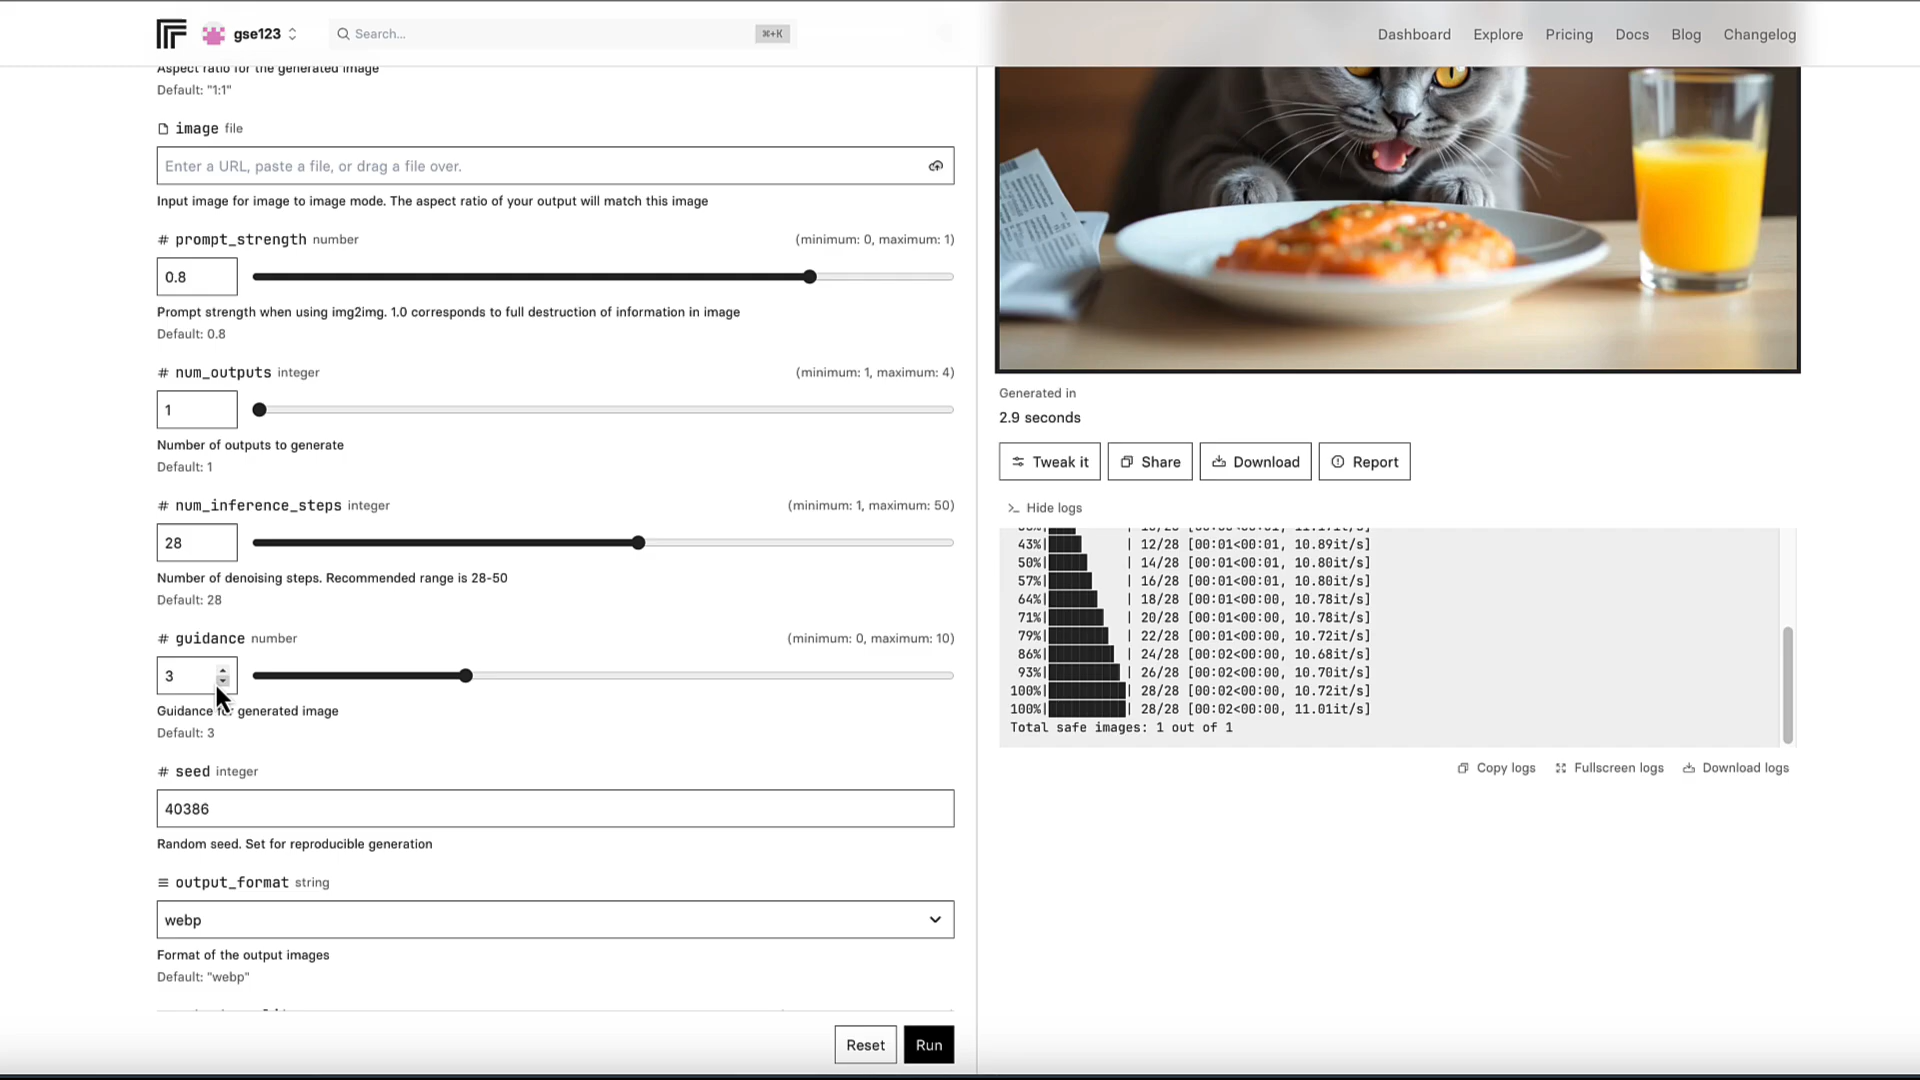 gse123
Search...
⌘+K
Dashboard
Explore
Pricing
Docs
Blog
Changelog
Aspect ratio for the generated image
Default: "1:1"
image file
Enter a URL, paste a file, or drag a file over.
Input image for image to image mode. The aspect ratio of your output will match this image
# prompt_strength number (minimum: 0, maximum: 1)
0.8
Prompt strength when using img2img. 1.0 corresponds to full destruction of information in image
Default: 0.8
# num_outputs integer (minimum: 1, maximum: 4)
1
Number of outputs to generate
Default: 1
# num_inference_steps integer (minimum: 1, maximum: 50)
28
Number of denoising steps. Recommended range is 28-50
Default: 28
# guidance number (minimum: 0, maximum: 10)
3
Guidance for generated image
Default: 3
# seed integer
40386
Random seed. Set for reproducible generation
output_format string
webp
Format of the output images
Default: "webp"
Reset
Run
Generated in
2.9 seconds
Tweak it
Share
Download
Report
>_ Hide logs
43%| | 12/28 [00:01<00:01, 10.89it/s]
50%| | 14/28 [00:01<00:01, 10.80it/s]
57%| | 16/28 [00:01<00:01, 10.80it/s]
64%| | 18/28 [00:01<00:00, 10.78it/s]
71%| | 20/28 [00:01<00:00, 10.78it/s]
79%| | 22/28 [00:02<00:00, 10.72it/s]
86%| | 24/28 [00:02<00:00, 10.68it/s]
93%| | 26/28 [00:02<00:00, 10.70it/s]
100%| | 28/28 [00:02<00:00, 10.72it/s]
100%| | 28/28 [00:02<00:00, 11.01it/s]
Total safe images: 1 out of 1
Copy logs
Fullscreen logs
Download logs